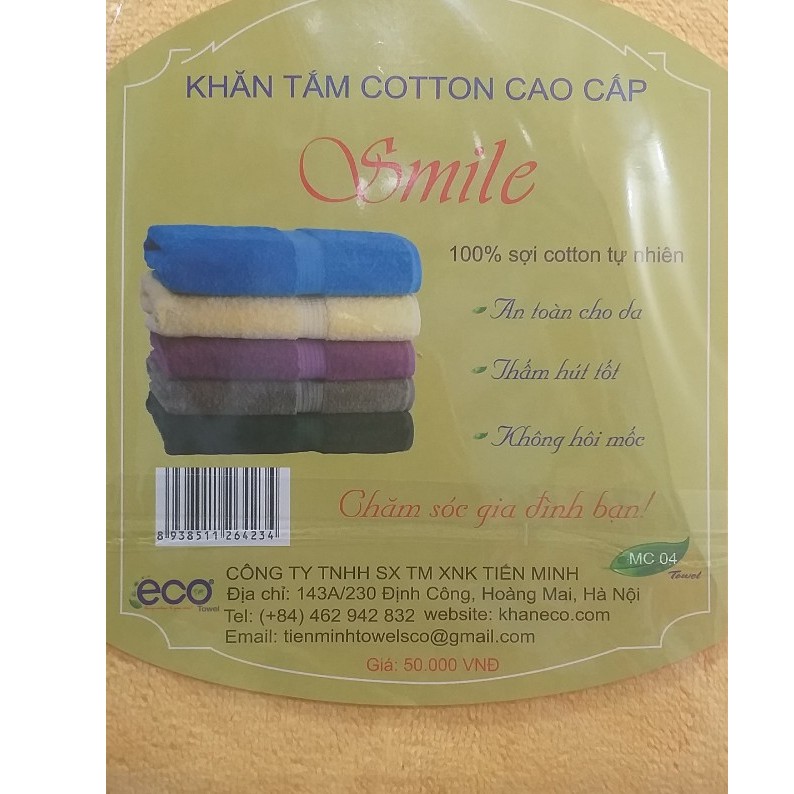 KHĂN TẮM COTTON CAO CẤP
Smile
100% sợi cotton tự nhiên
An toàn cho da
Thấm hút tốt
Không hôi mốc
Chăm sóc gia đình bạn!
8 938511 264234
MC 04
Towel
eco®
Towel
CÔNG TY TNHH SX TM XNK TIẾN MINH
Địa chỉ: 143A/230 Định Công, Hoàng Mai, Hà Nội
Tel: (+84) 462 942 832 website: khaneco.com
Email: tienminhtowelsco@gmail.com
Giá: 50.000 VNĐ